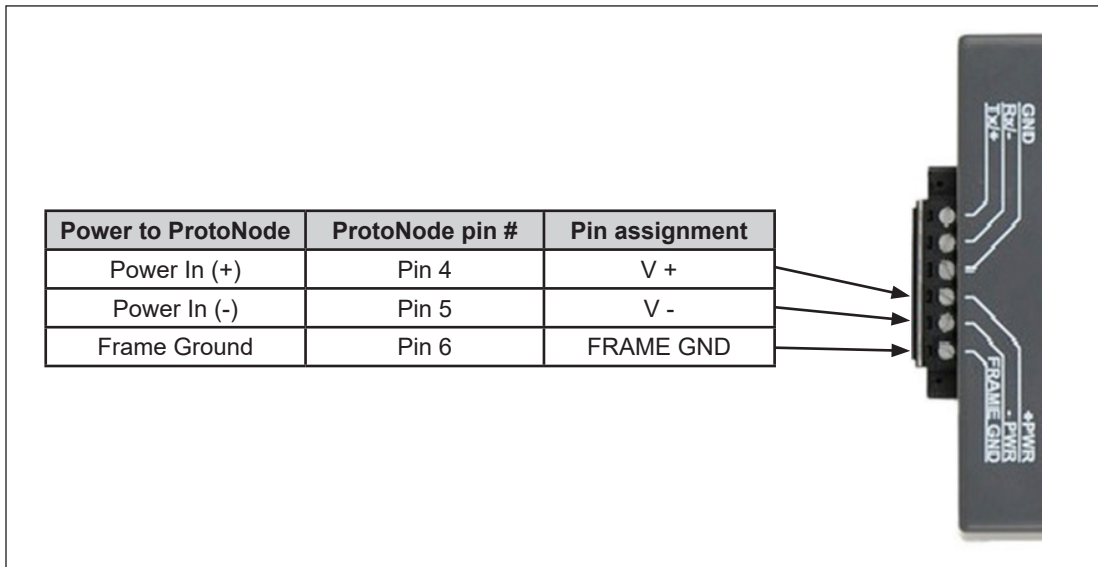 Power to ProtoNode ProtoNode pin # Pin assignment
Power In (+) Pin 4 V +
Power In (-) Pin 5 V -
Frame Ground Pin 6 FRAME GND
GND
Rx/-
Tx/+
+PWR
- PWR
FRAME GND